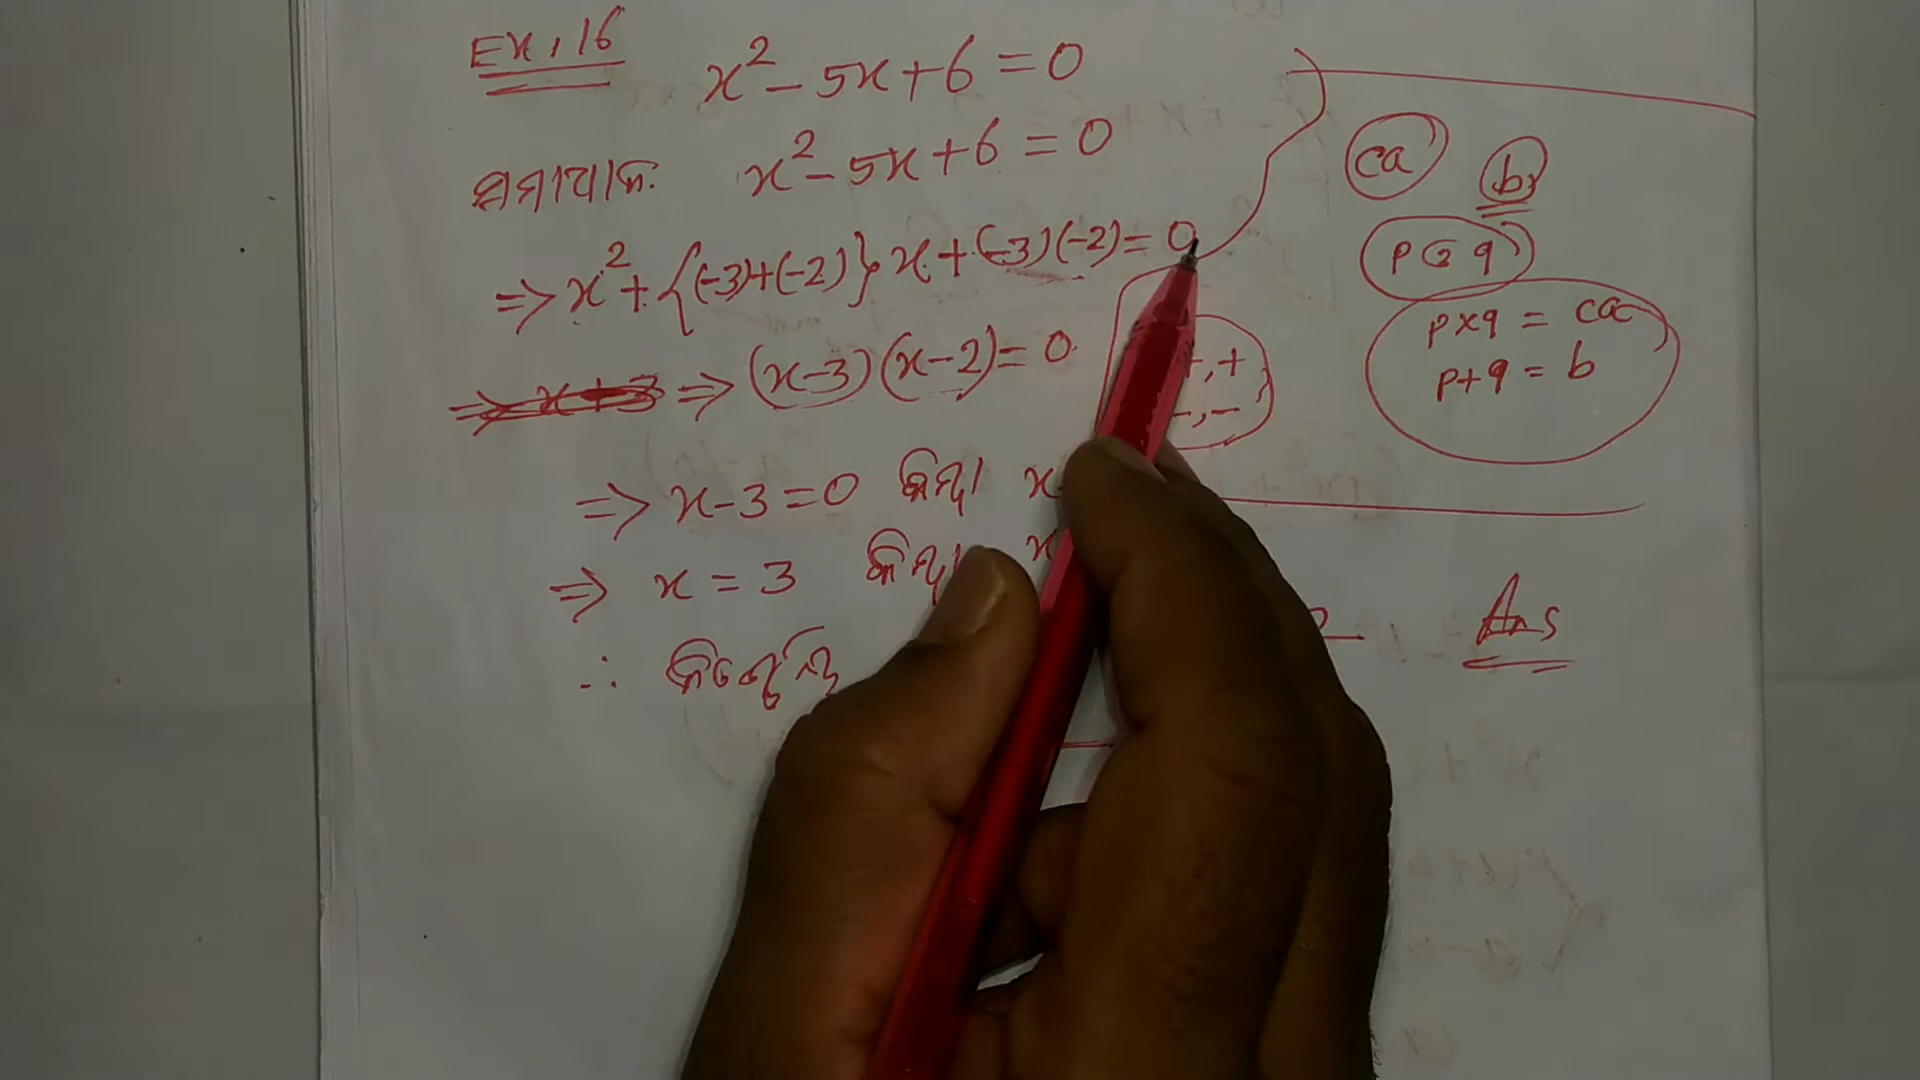 Ex, 16
x² - 5x + 6 = 0
ସମାଧାନ x² - 5x + 6 = 0
⇒ x² + {(-3) + (-2)} x + (-3)(-2) = 0
⇒ x + 3 ⇒ (x-3)(x-2) = 0
⇒ x - 3 = 0 କିମ୍ବା x
⇒ x = 3 କିମ୍ବା x
∴
Ans
ca b
p q
p × q = ca
p + q = b
, +
-, -